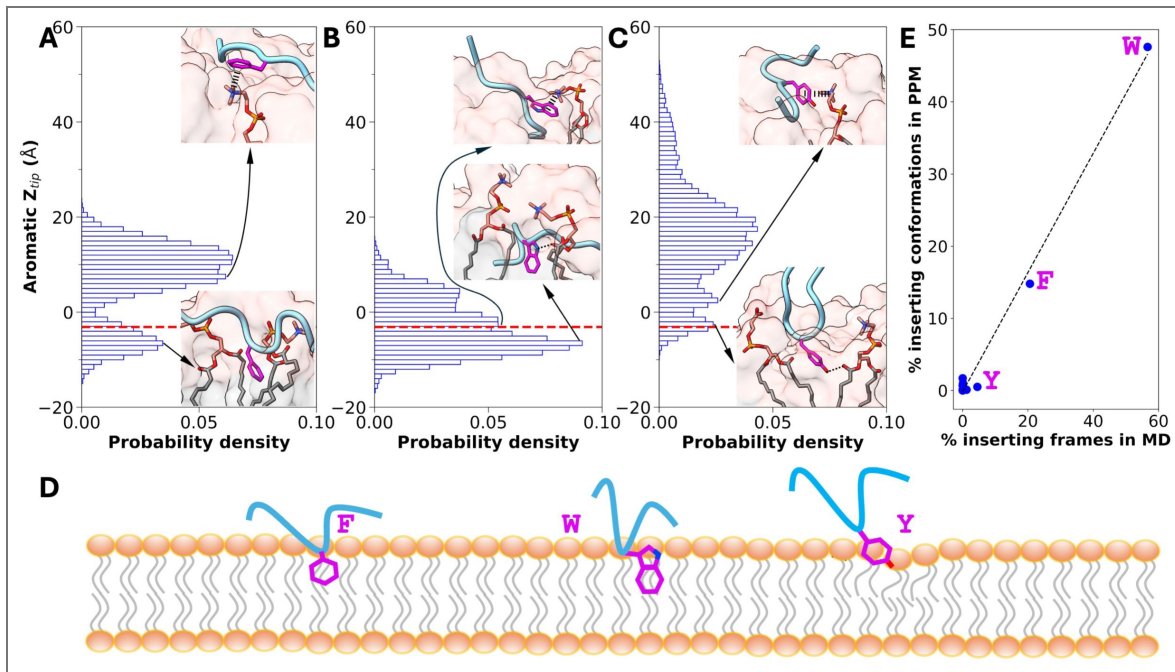 A
B
C
E
60
40
20
0
−20
Aromatic Z_tip (Å)
0.00
0.05
0.10
Probability density
60
40
20
0
−20
0.00
0.05
0.10
Probability density
60
40
20
0
−20
0.00
0.05
0.10
Probability density
50
40
30
20
10
0
% inserting conformations in PPM
0
20
40
60
% inserting frames in MD
W
F
Y
D
F
W
Y